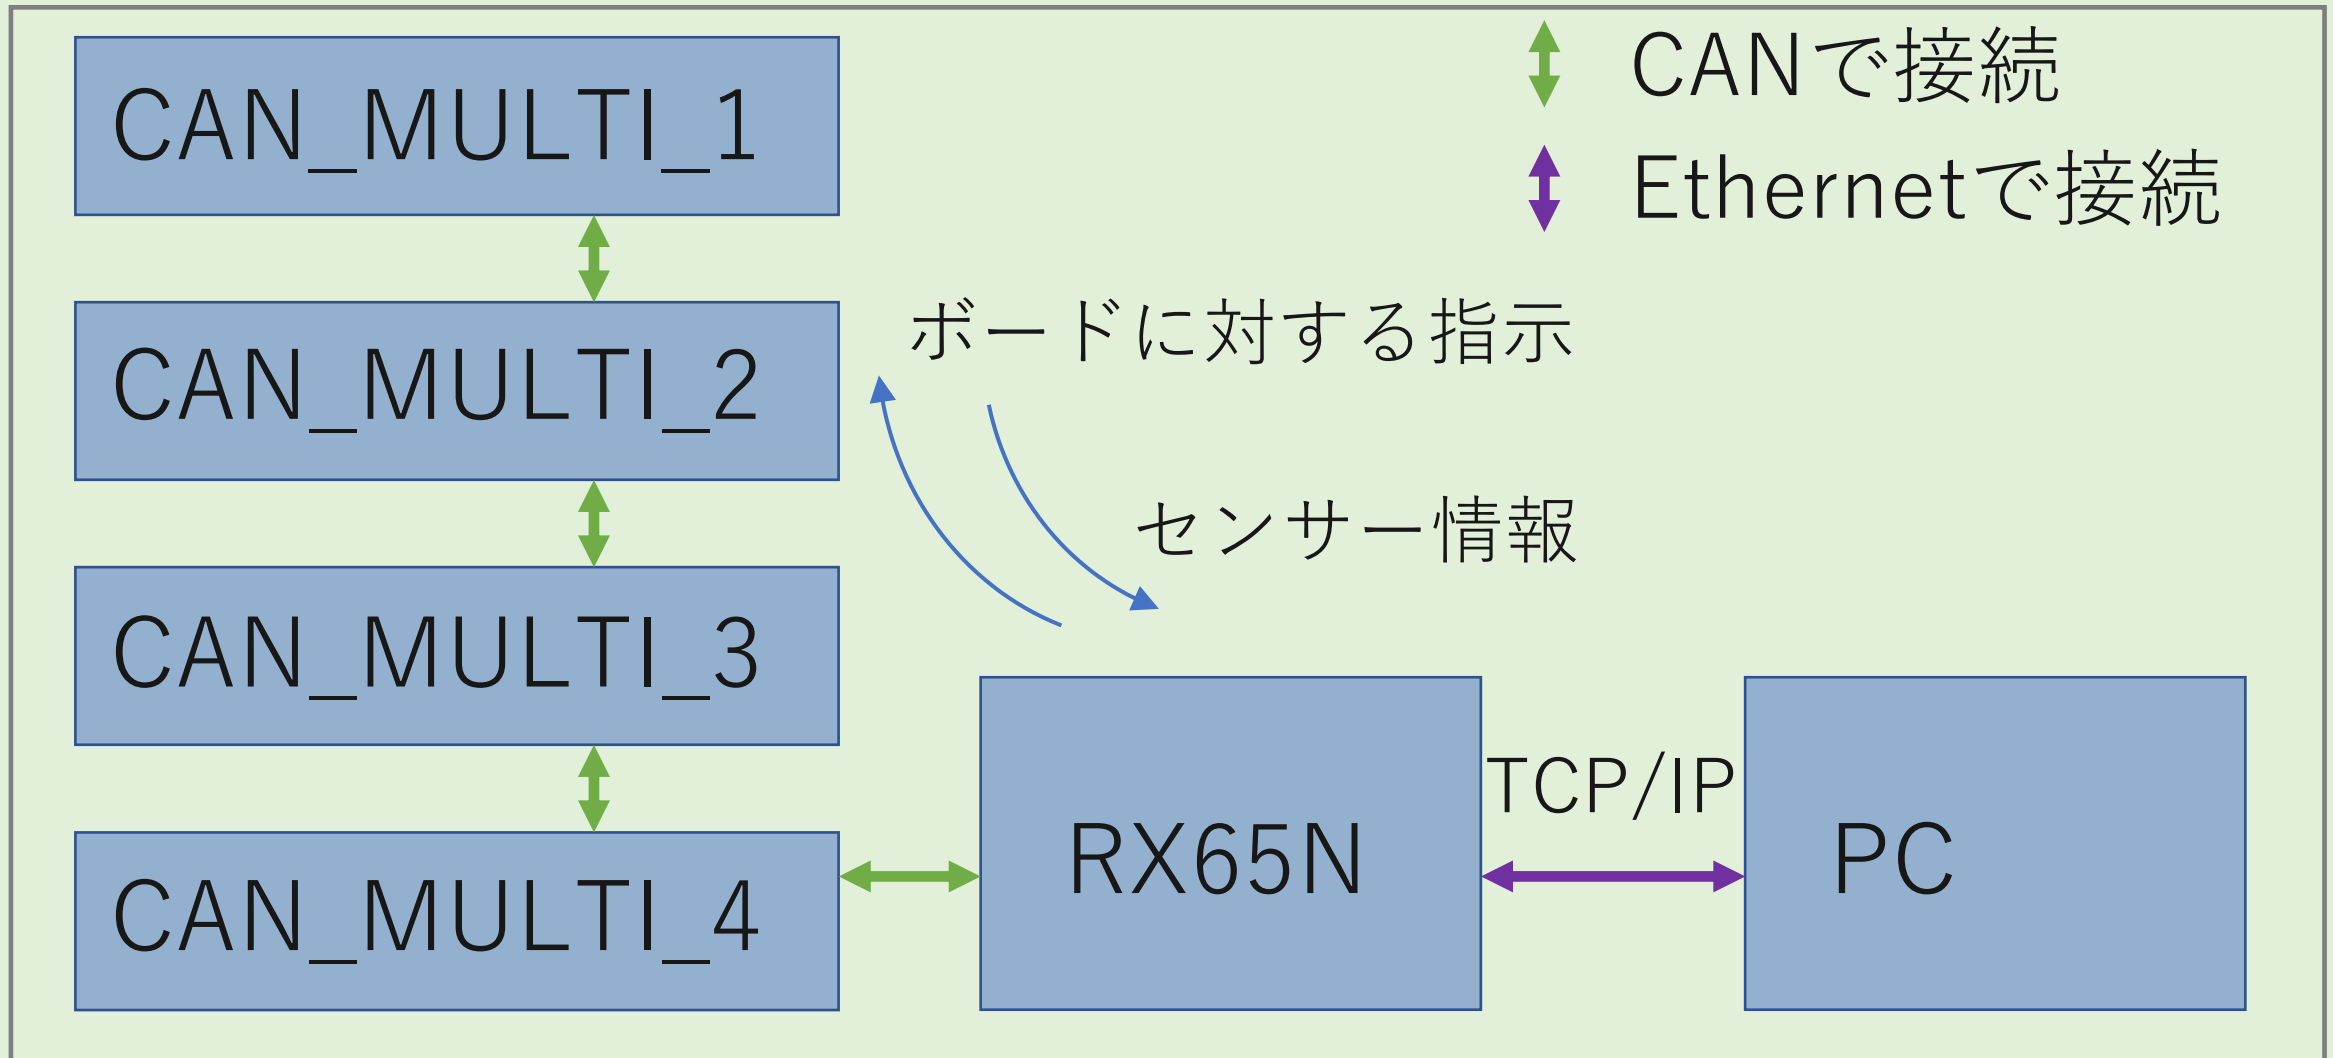 CAN_MULTI_1
CAN_MULTI_2
CAN_MULTI_3
CAN_MULTI_4
CANで接続
Ethernetで接続
ボードに対する指示
センサー情報
RX65N
TCP/IP
PC